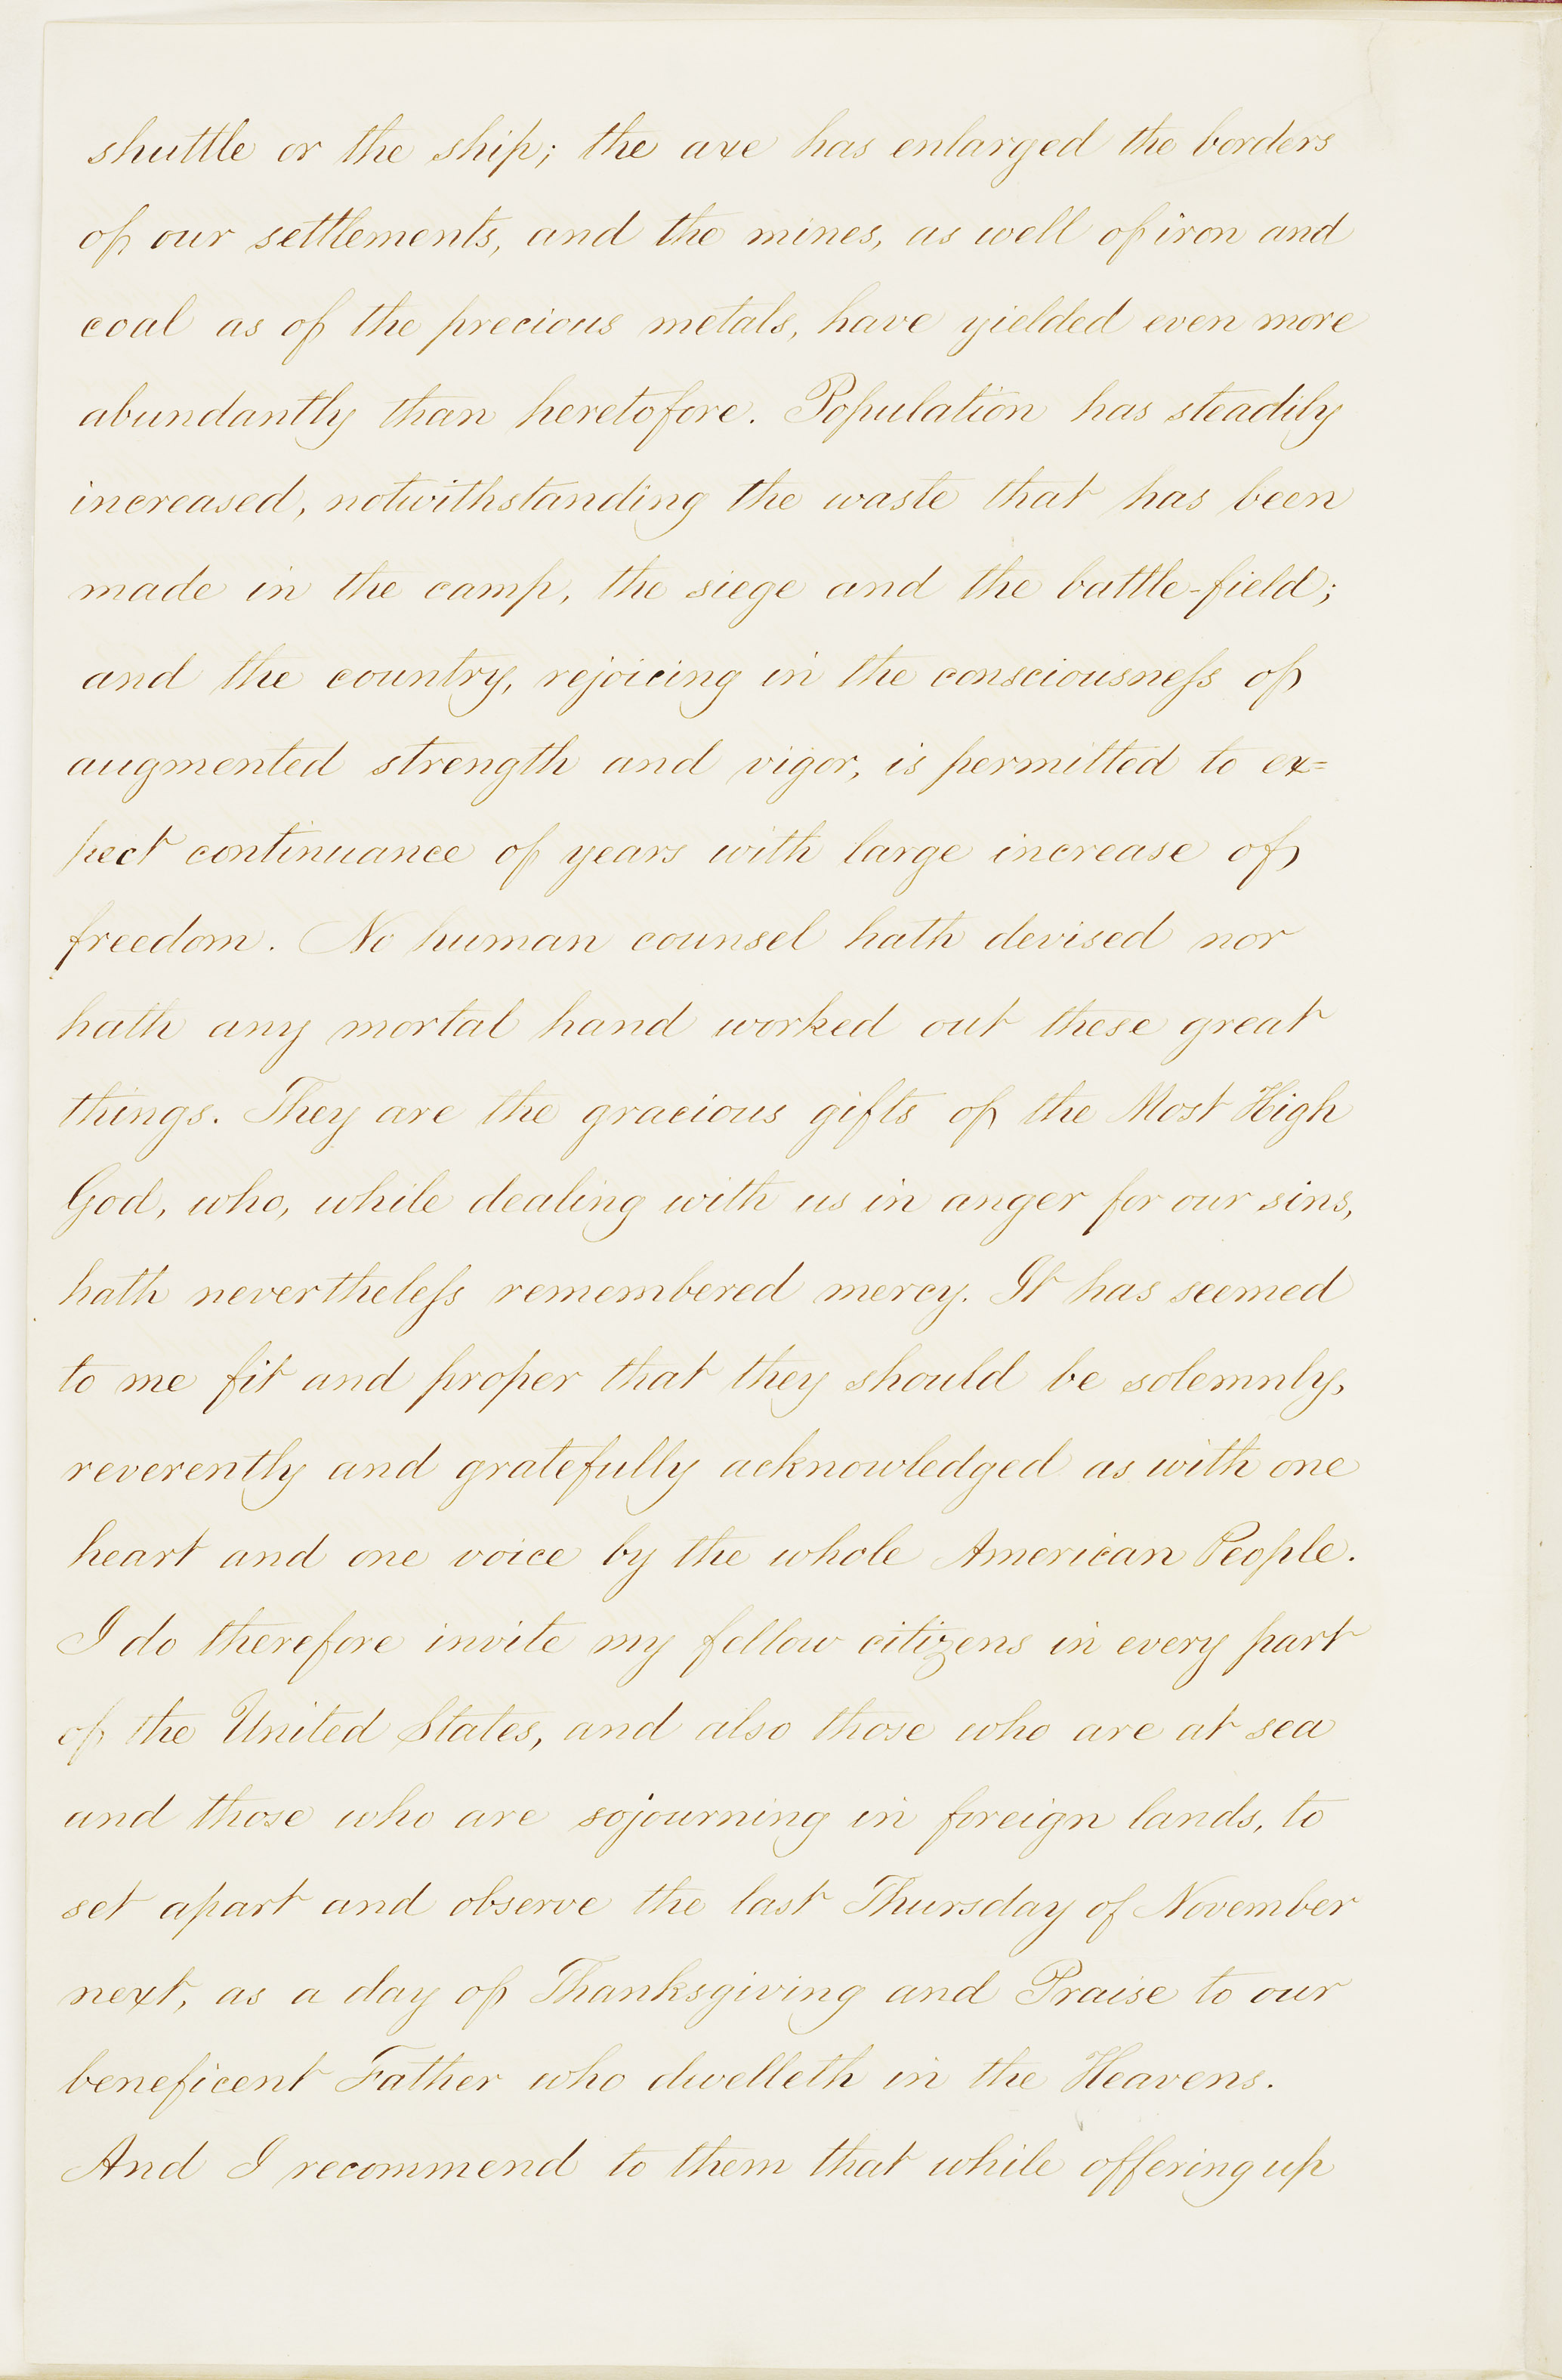 shuttle or the ship; the axe has enlarged the borders
of our settlements, and the mines, as well of iron and
coal as of the precious metals, have yielded even more
abundantly than heretofore. Population has steadily
increased, notwithstanding the waste that has been
made in the camp, the siege and the battle-field;
and the country, rejoicing in the consciousneſs of
augmented strength and vigor, is permitted to ex=
pect continuance of years with large increase of
freedom. No human counsel hath devised nor
hath any mortal hand worked out these great
things. They are the gracious gifts of the Most High
God, who, while dealing with us in anger for our sins,
hath nevertheleſs remembered mercy. It has seemed
to me fit and proper that they should be solemnly,
reverently and gratefully acknowledged as with one
heart and one voice by the whole American People.
I do therefore invite my fellow citizens in every part
of the United States, and also those who are at sea
and those who are sojourning in foreign lands, to
set apart and observe the last Thursday of November
next, as a day of Thanksgiving and Praise to our
beneficent Father who dwelleth in the Heavens.
And I recommend to them that while offering up